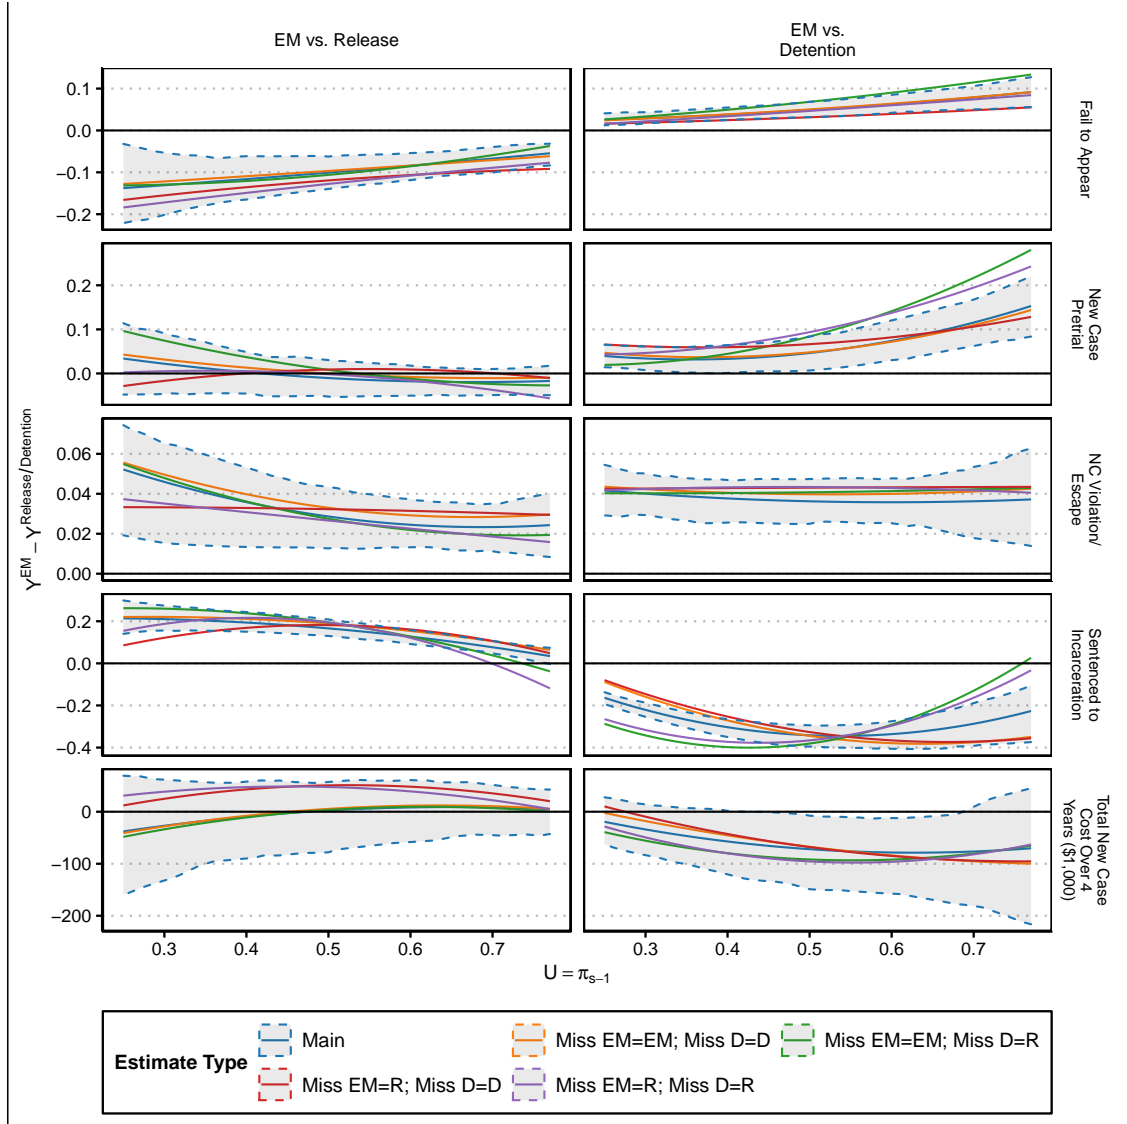 EM vs. Release
EM vs.
Detention
0.1
0.0
−0.1
−0.2
Fail to Appear
0.2
0.1
0.0
New Case
Pretrial
0.06
0.04
0.02
0.00
NC Violation/
Escape
0.2
0.0
−0.2
−0.4
Sentenced to
Incarceration
0
−100
−200
Total New Case
Cost Over 4
Years ($1,000)
Y^EM − Y^Release/Detention
0.3 0.4 0.5 0.6 0.7
0.3 0.4 0.5 0.6 0.7
U = π_s−1
Estimate Type
Main
Miss EM=EM; Miss D=D
Miss EM=EM; Miss D=R
Miss EM=R; Miss D=D
Miss EM=R; Miss D=R